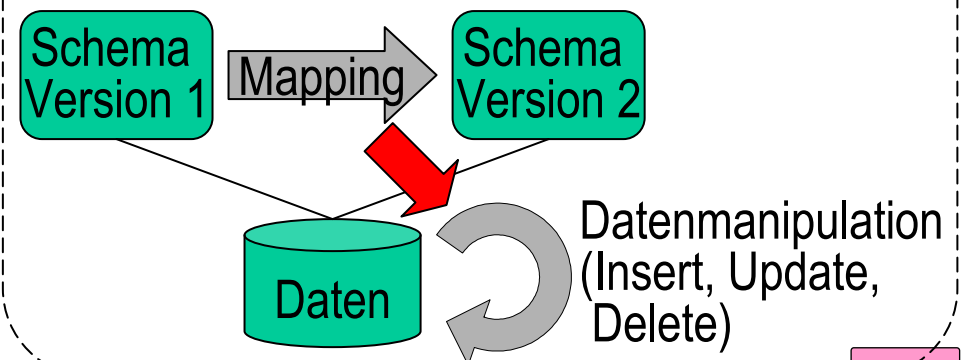 Schema
Version 1
Mapping
Schema
Version 2
Daten
Datenmanipulation
(Insert, Update,
Delete)